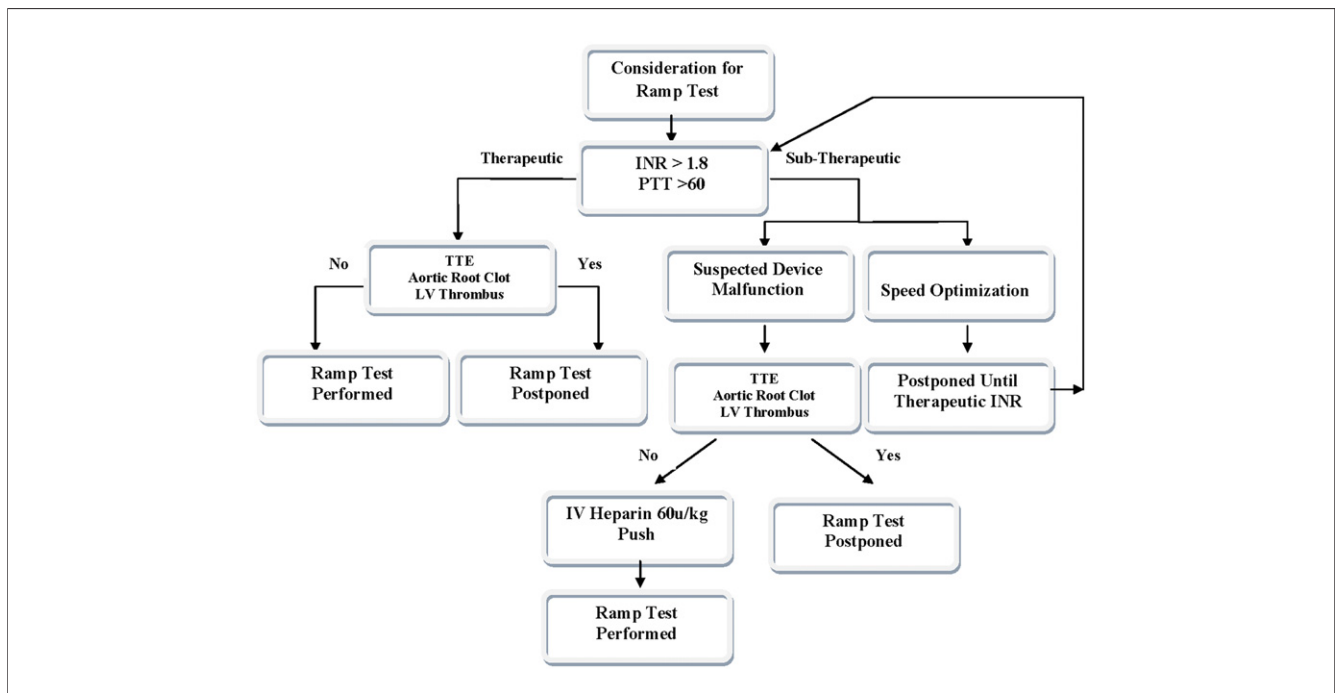 Consideration for
Ramp Test
Therapeutic
INR > 1.8
PTT >60
Sub-Therapeutic
No
TTE
Aortic Root Clot
LV Thrombus
Yes
Suspected Device
Malfunction
Speed Optimization
Ramp Test
Performed
Ramp Test
Postponed
TTE
Aortic Root Clot
LV Thrombus
Postponed Until
Therapeutic INR
No
Yes
IV Heparin 60u/kg
Push
Ramp Test
Postponed
Ramp Test
Performed